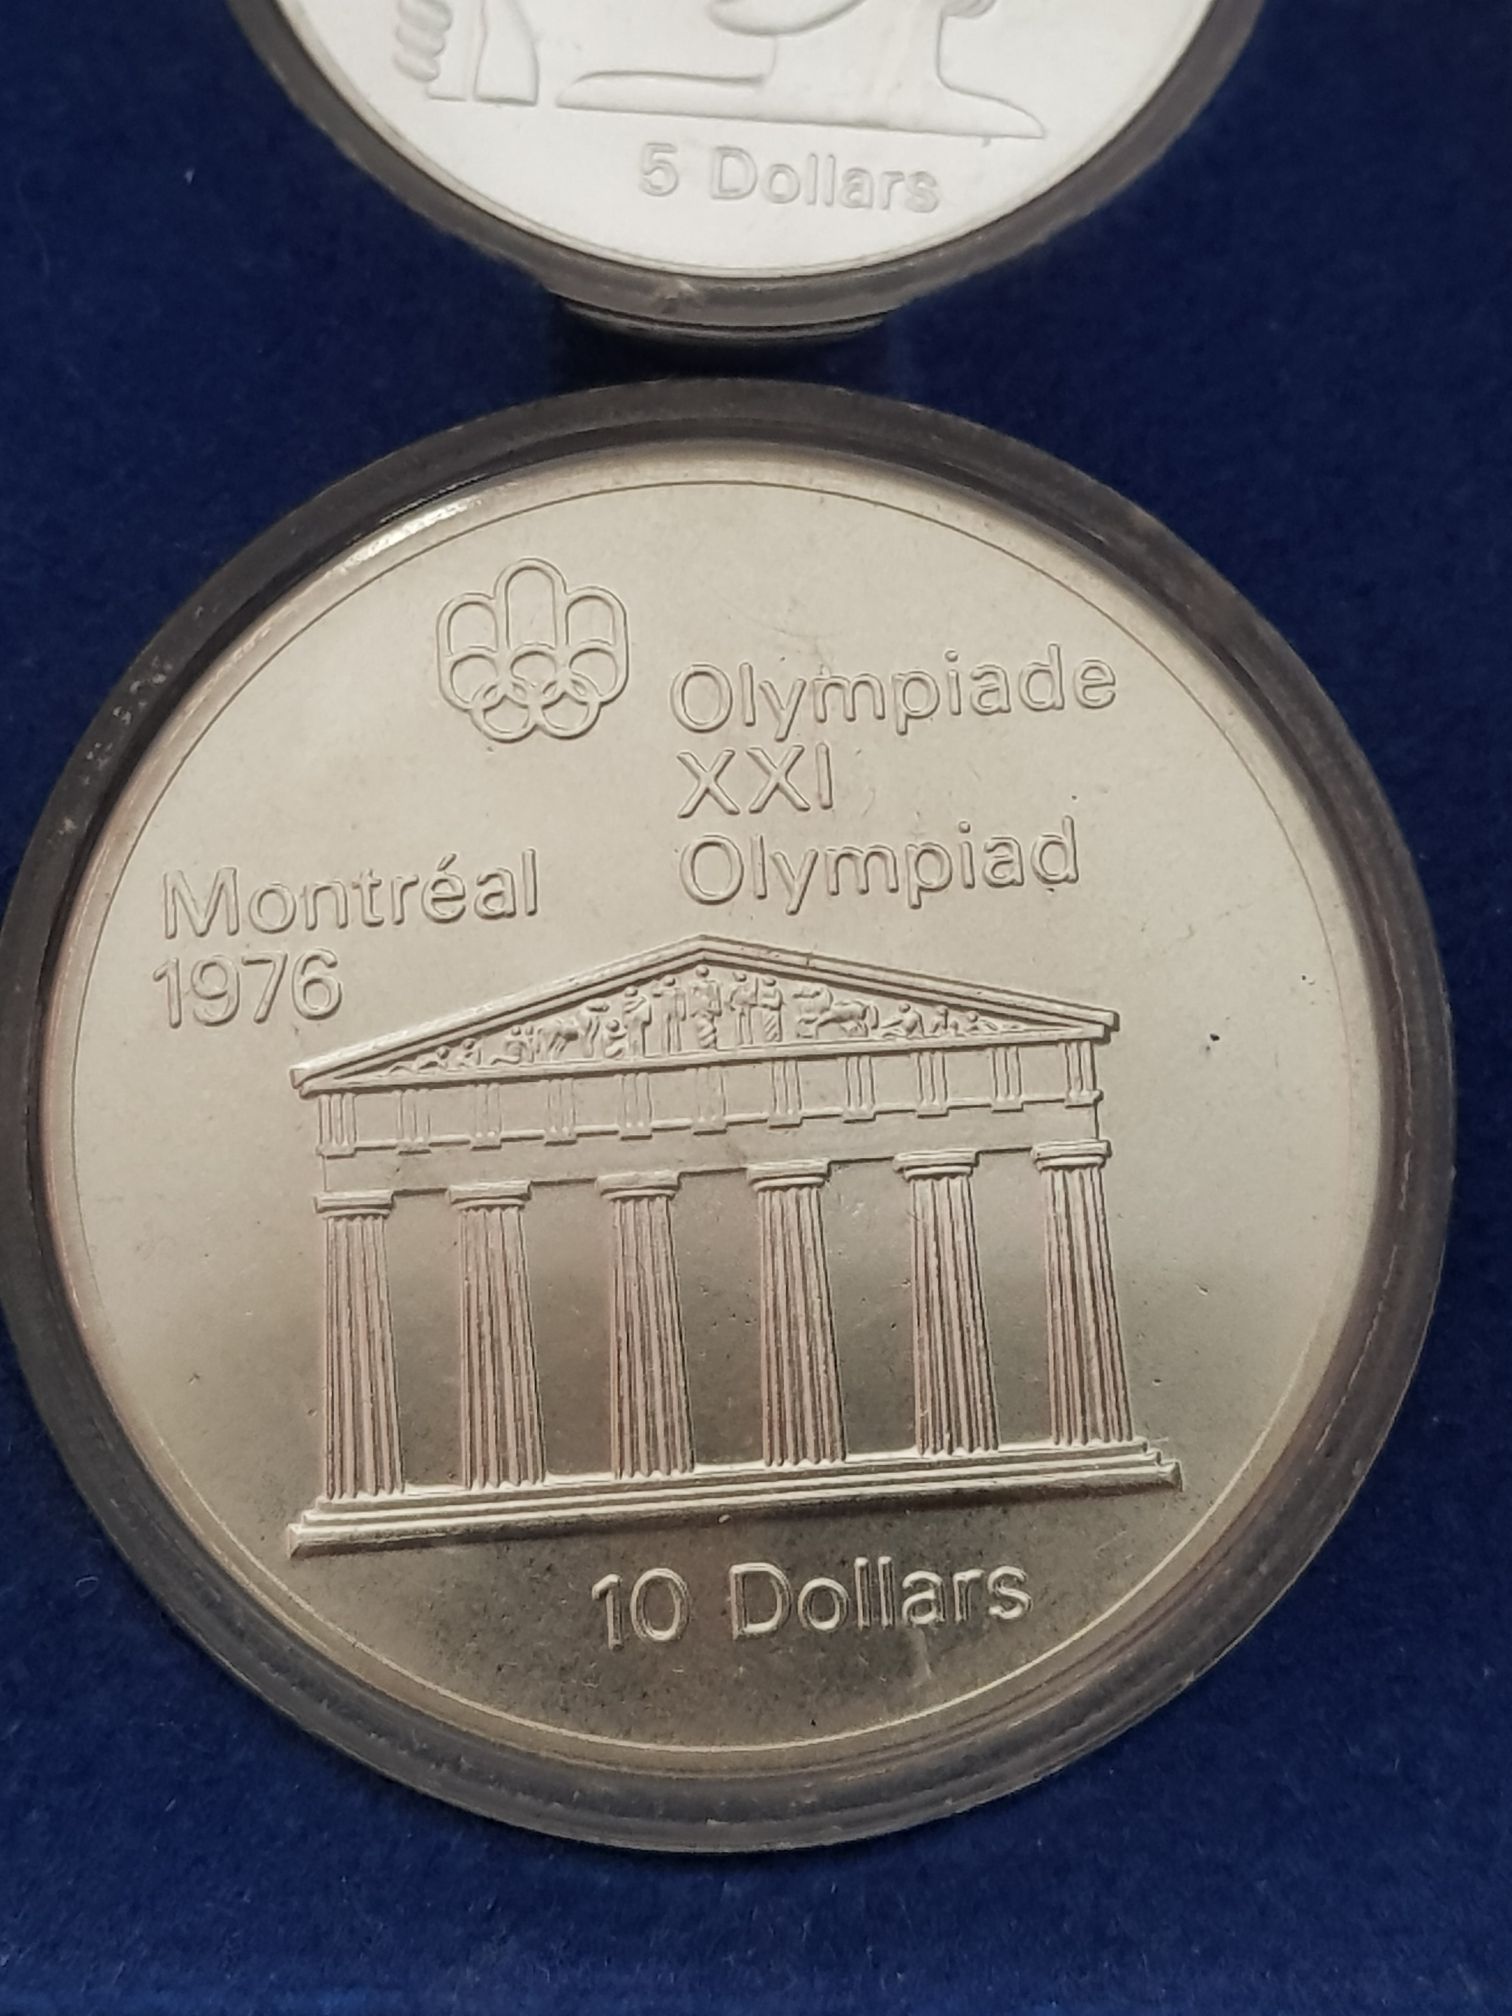 5 Dollars
Olympiade
XXI
Olympiad
Montréal
1976
10 Dollars